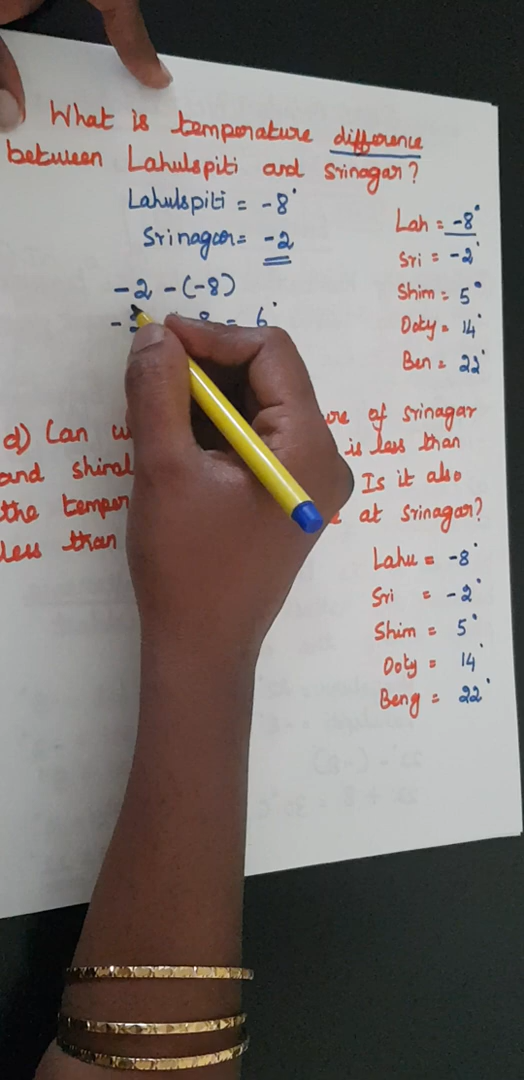 What is temperature difference
between Lahulspiti and Srinagar?
Lahulspiti = -8°
Srinagar = -2
-2 -(-8)
8 = 6°
Lah = -8°
Sri = -2°
Shim = 5°
Ooty = 14°
Ben = 22°
d) Can of Srinagar
and is less than
the Is it also
less than at Srinagar?
Lahu = -8°
Sri = -2°
Shim = 5°
Ooty = 14°
Beng = 22°